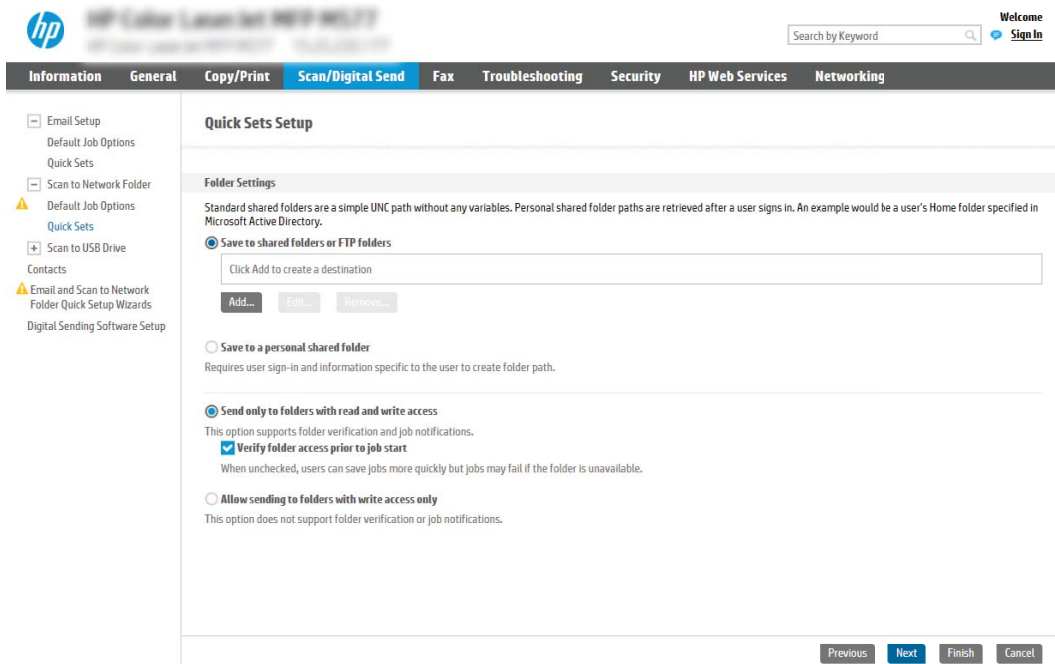 hp
HP Color LaserJet MFP M577
Welcome
Search by Keyword
Sign In
Information General Copy/Print Scan/Digital Send Fax Troubleshooting Security HP Web Services Networking
Email Setup
Default Job Options
Quick Sets
Scan to Network Folder
Default Job Options
Quick Sets
Scan to USB Drive
Contacts
Email and Scan to Network
Folder Quick Setup Wizards
Digital Sending Software Setup
Quick Sets Setup
Folder Settings
Standard shared folders are a simple UNC path without any variables. Personal shared folder paths are retrieved after a user signs in. An example would be a user's Home folder specified in
Microsoft Active Directory.
Save to shared folders or FTP folders
Click Add to create a destination
Add... Edit... Remove...
Save to a personal shared folder
Requires user sign-in and information specific to the user to create folder path.
Send only to folders with read and write access
This option supports folder verification and job notifications.
Verify folder access prior to job start
When unchecked, users can save jobs more quickly but jobs may fail if the folder is unavailable.
Allow sending to folders with write access only
This option does not support folder verification or job notifications.
Previous Next Finish Cancel